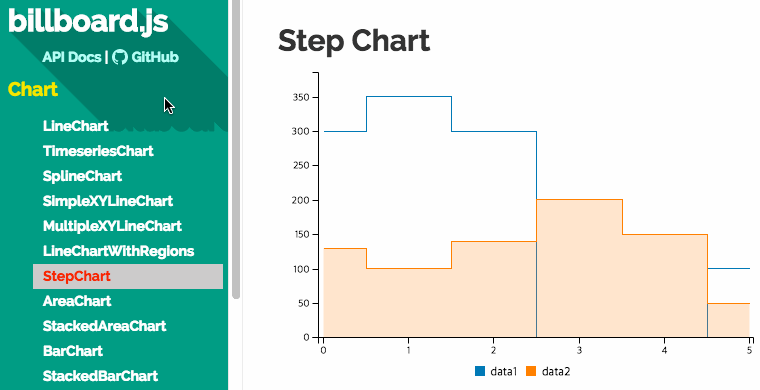 billboard.js
API Docs | GitHub
Chart
LineChart
TimeseriesChart
SplineChart
SimpleXYLineChart
MultipleXYLineChart
LineChartWithRegions
StepChart
AreaChart
StackedAreaChart
BarChart
StackedBarChart
Step Chart
350
300
250
200
150
100
50
0
0 1 2 3 4 5
data1 data2